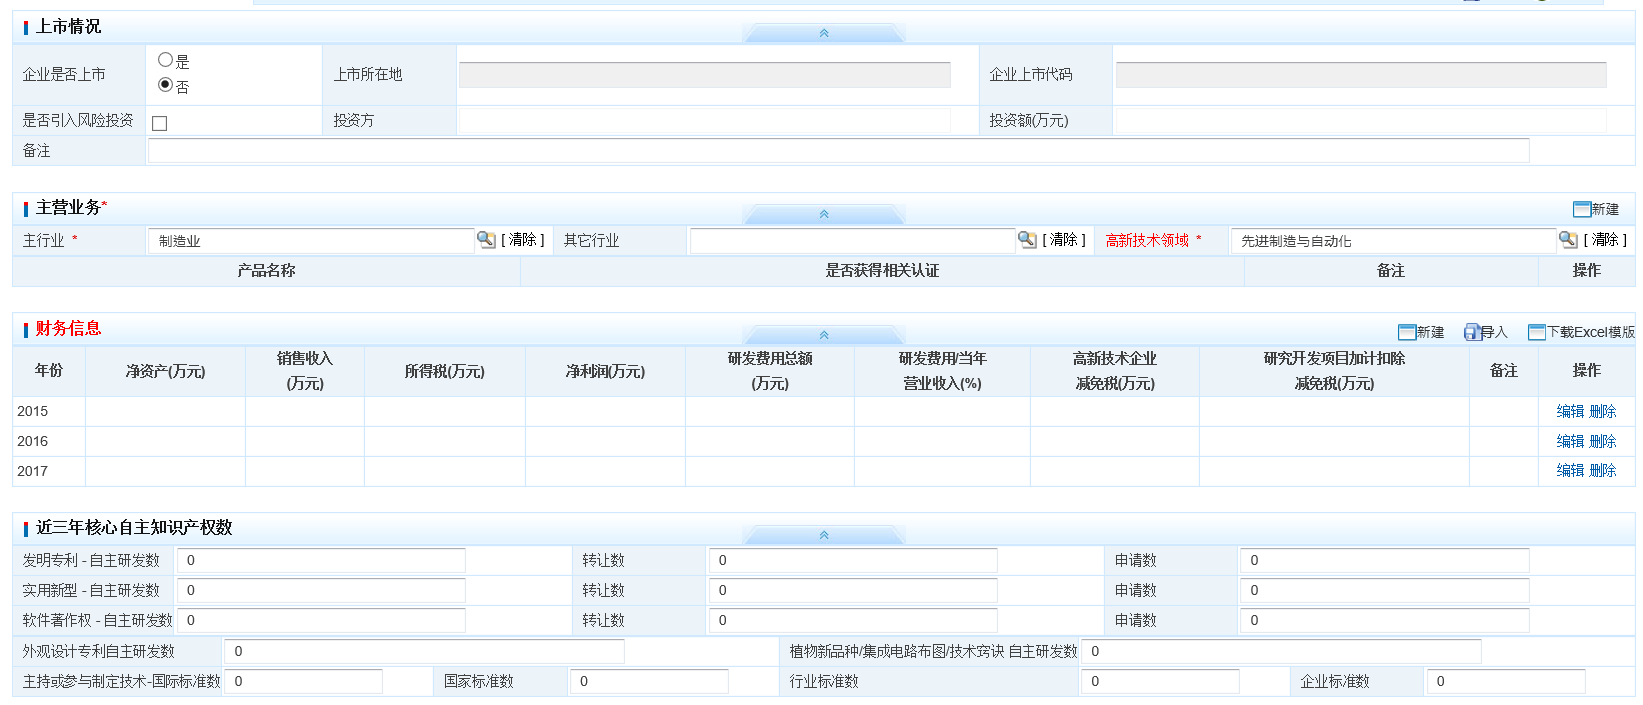 上市情况
企业是否上市 是 否 上市所在地 企业上市代码
是否引入风险投资 投资方 投资额(万元)
备注
主营业务* 新建
主行业 * 制造业 [ 清除 ] 其它行业 [ 清除 ] 高新技术领域 * 先进制造与自动化 [ 清除 ]
产品名称 是否获得相关认证 备注 操作
财务信息 新建 导入 下载Excel模版
年份 净资产(万元) 销售收入(万元) 所得税(万元) 净利润(万元) 研发费用总额(万元) 研发费用/当年营业收入(%) 高新技术企业减免税(万元) 研究开发项目加计扣除减免税(万元) 备注 操作
2015 编辑 删除
2016 编辑 删除
2017 编辑 删除
近三年核心自主知识产权数
发明专利 - 自主研发数 0 转让数 0 申请数 0
实用新型 - 自主研发数 0 转让数 0 申请数 0
软件著作权 - 自主研发数 0 转让数 0 申请数 0
外观设计专利自主研发数 0 植物新品种/集成电路布图/技术窍诀 自主研发数 0
主持或参与制定技术-国际标准数 0 国家标准数 0 行业标准数 0 企业标准数 0